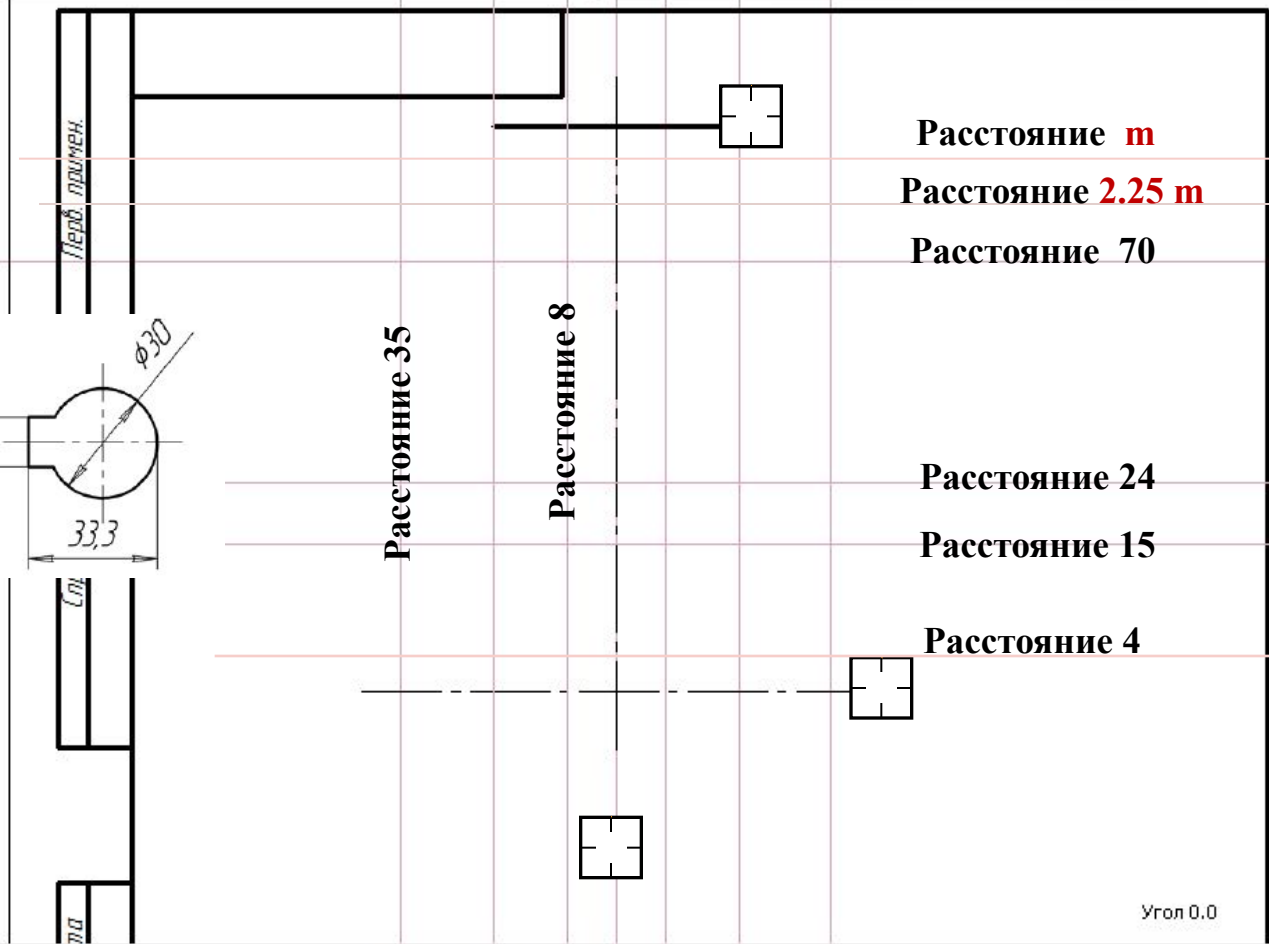 Перв. примен.
Расстояние m
Расстояние 2.25 m
Расстояние 70
ϕ30
33,3
Расстояние 35
Расстояние 8
Расстояние 24
Расстояние 15
Расстояние 4
Угол 0.0